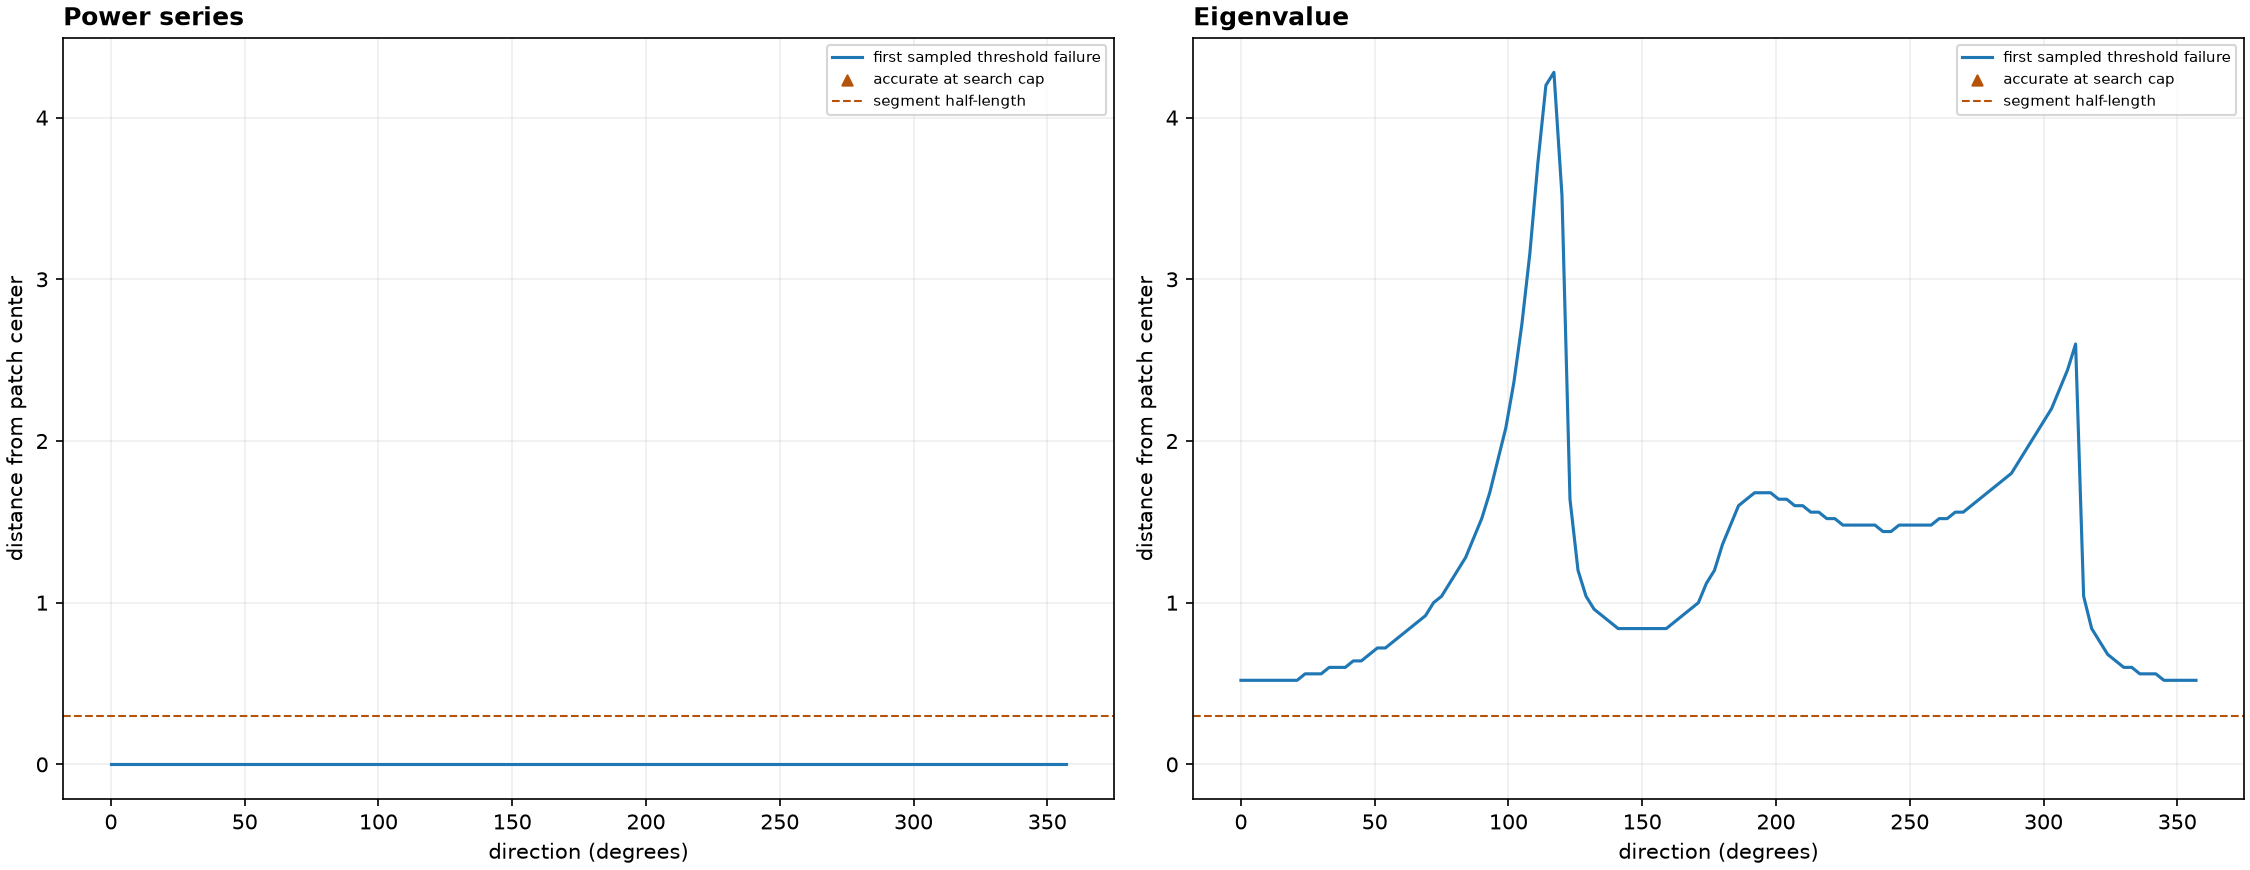 Power series
first sampled threshold failure
accurate at search cap
segment half-length
distance from patch center
4
3
2
1
0
0 50 100 150 200 250 300 350
direction (degrees)
Eigenvalue
first sampled threshold failure
accurate at search cap
segment half-length
distance from patch center
4
3
2
1
0
0 50 100 150 200 250 300 350
direction (degrees)